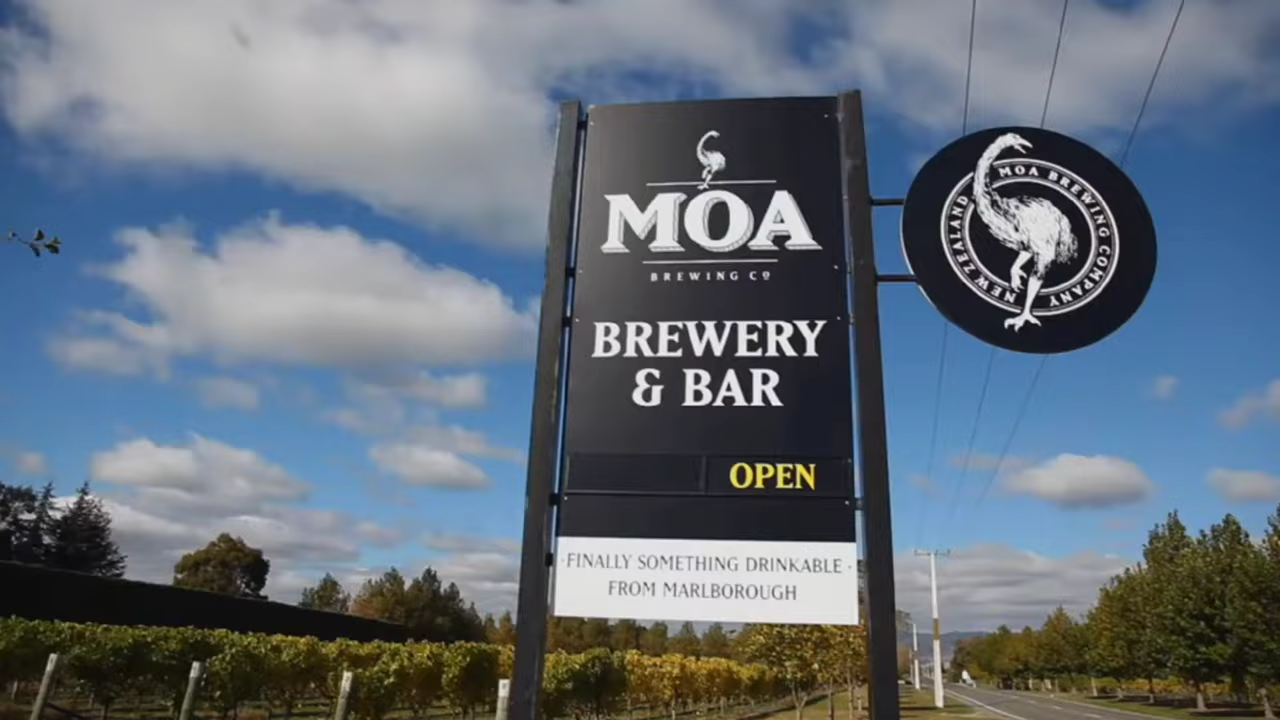 MOA
BREWING CO
BREWERY
& BAR
OPEN
·FINALLY SOMETHING DRINKABLE·
FROM MARLBOROUGH
MOA BREWING COMPANY
NEW ZEALAND